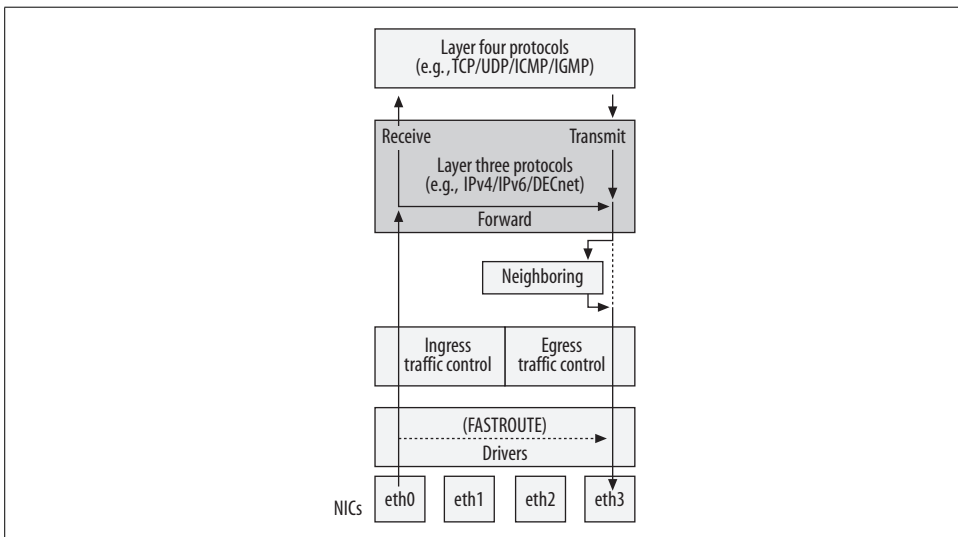 Layer four protocols
(e.g., TCP/UDP/ICMP/IGMP)
Receive
Transmit
Layer three protocols
(e.g., IPv4/IPv6/DECnet)
Forward
Neighboring
Ingress
traffic control
Egress
traffic control
(FASTROUTE)
Drivers
NICs
eth0
eth1
eth2
eth3